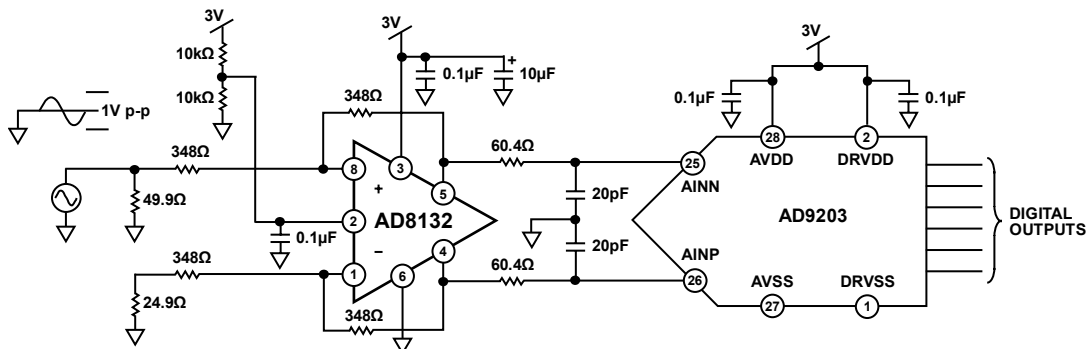 3V
10kΩ
10kΩ
1V p-p
348Ω
49.9Ω
348Ω
24.9Ω
0.1µF
3V
0.1µF
+
10µF
348Ω
8
+
3
5
2
AD8132
4
−
1
6
348Ω
60.4Ω
60.4Ω
20pF
20pF
3V
0.1µF
0.1µF
28
AVDD
2
DRVDD
25
AINN
AD9203
AINP
26
AVSS
27
DRVSS
1
DIGITAL
OUTPUTS